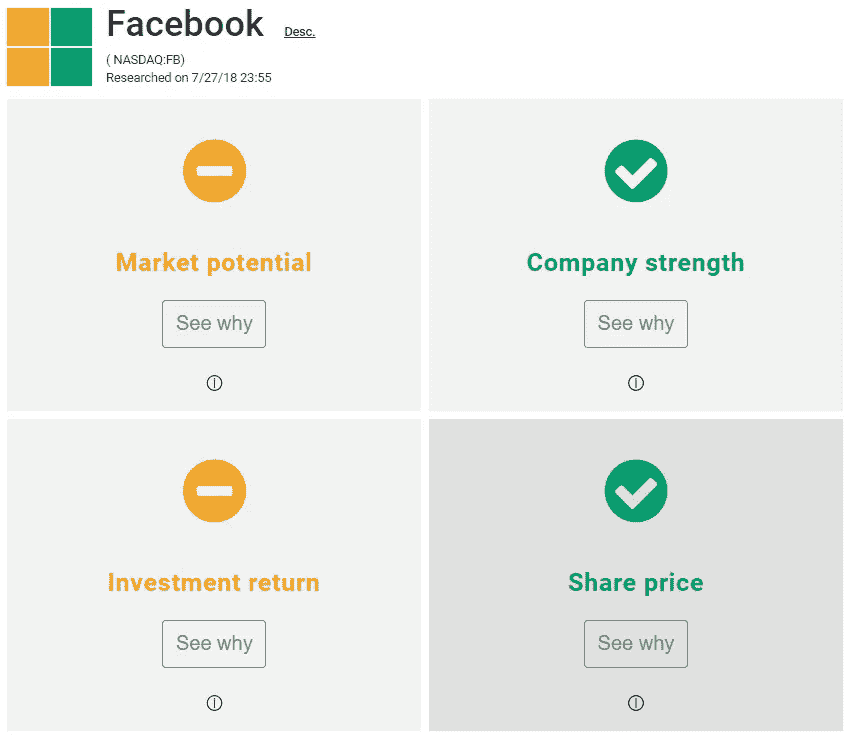 Facebook Desc.
( NASDAQ:FB)
Researched on 7/27/18 23:55
Market potential
See why
Company strength
See why
Investment return
See why
Share price
See why